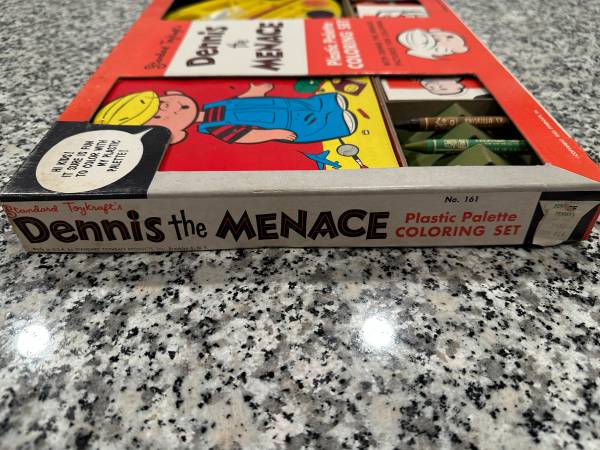 Standard Toykraft's
Dennis
the
MENACE
Plastic Palette
COLORING SET
HI KIDS!
IT SURE IS FUN
TO COLOR WITH
MY PLASTIC
PALETTE!
Standard Toykraft's
Dennis the MENACE
No. 161
Plastic Palette
COLORING SET